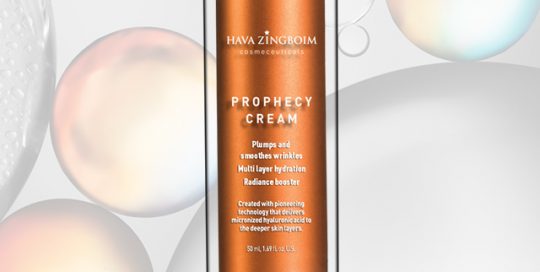 HAVA ZINGBOIM
cosmeceuticals
PROPHECY
CREAM
Plumps and
smoothes wrinkles
Multi layer hydration
Radiance booster
Created with pioneering
technology that delivers
micronized hyaluronic acid to
the deeper skin layers.
50 ml, 1.69 fl.oz. U.S.